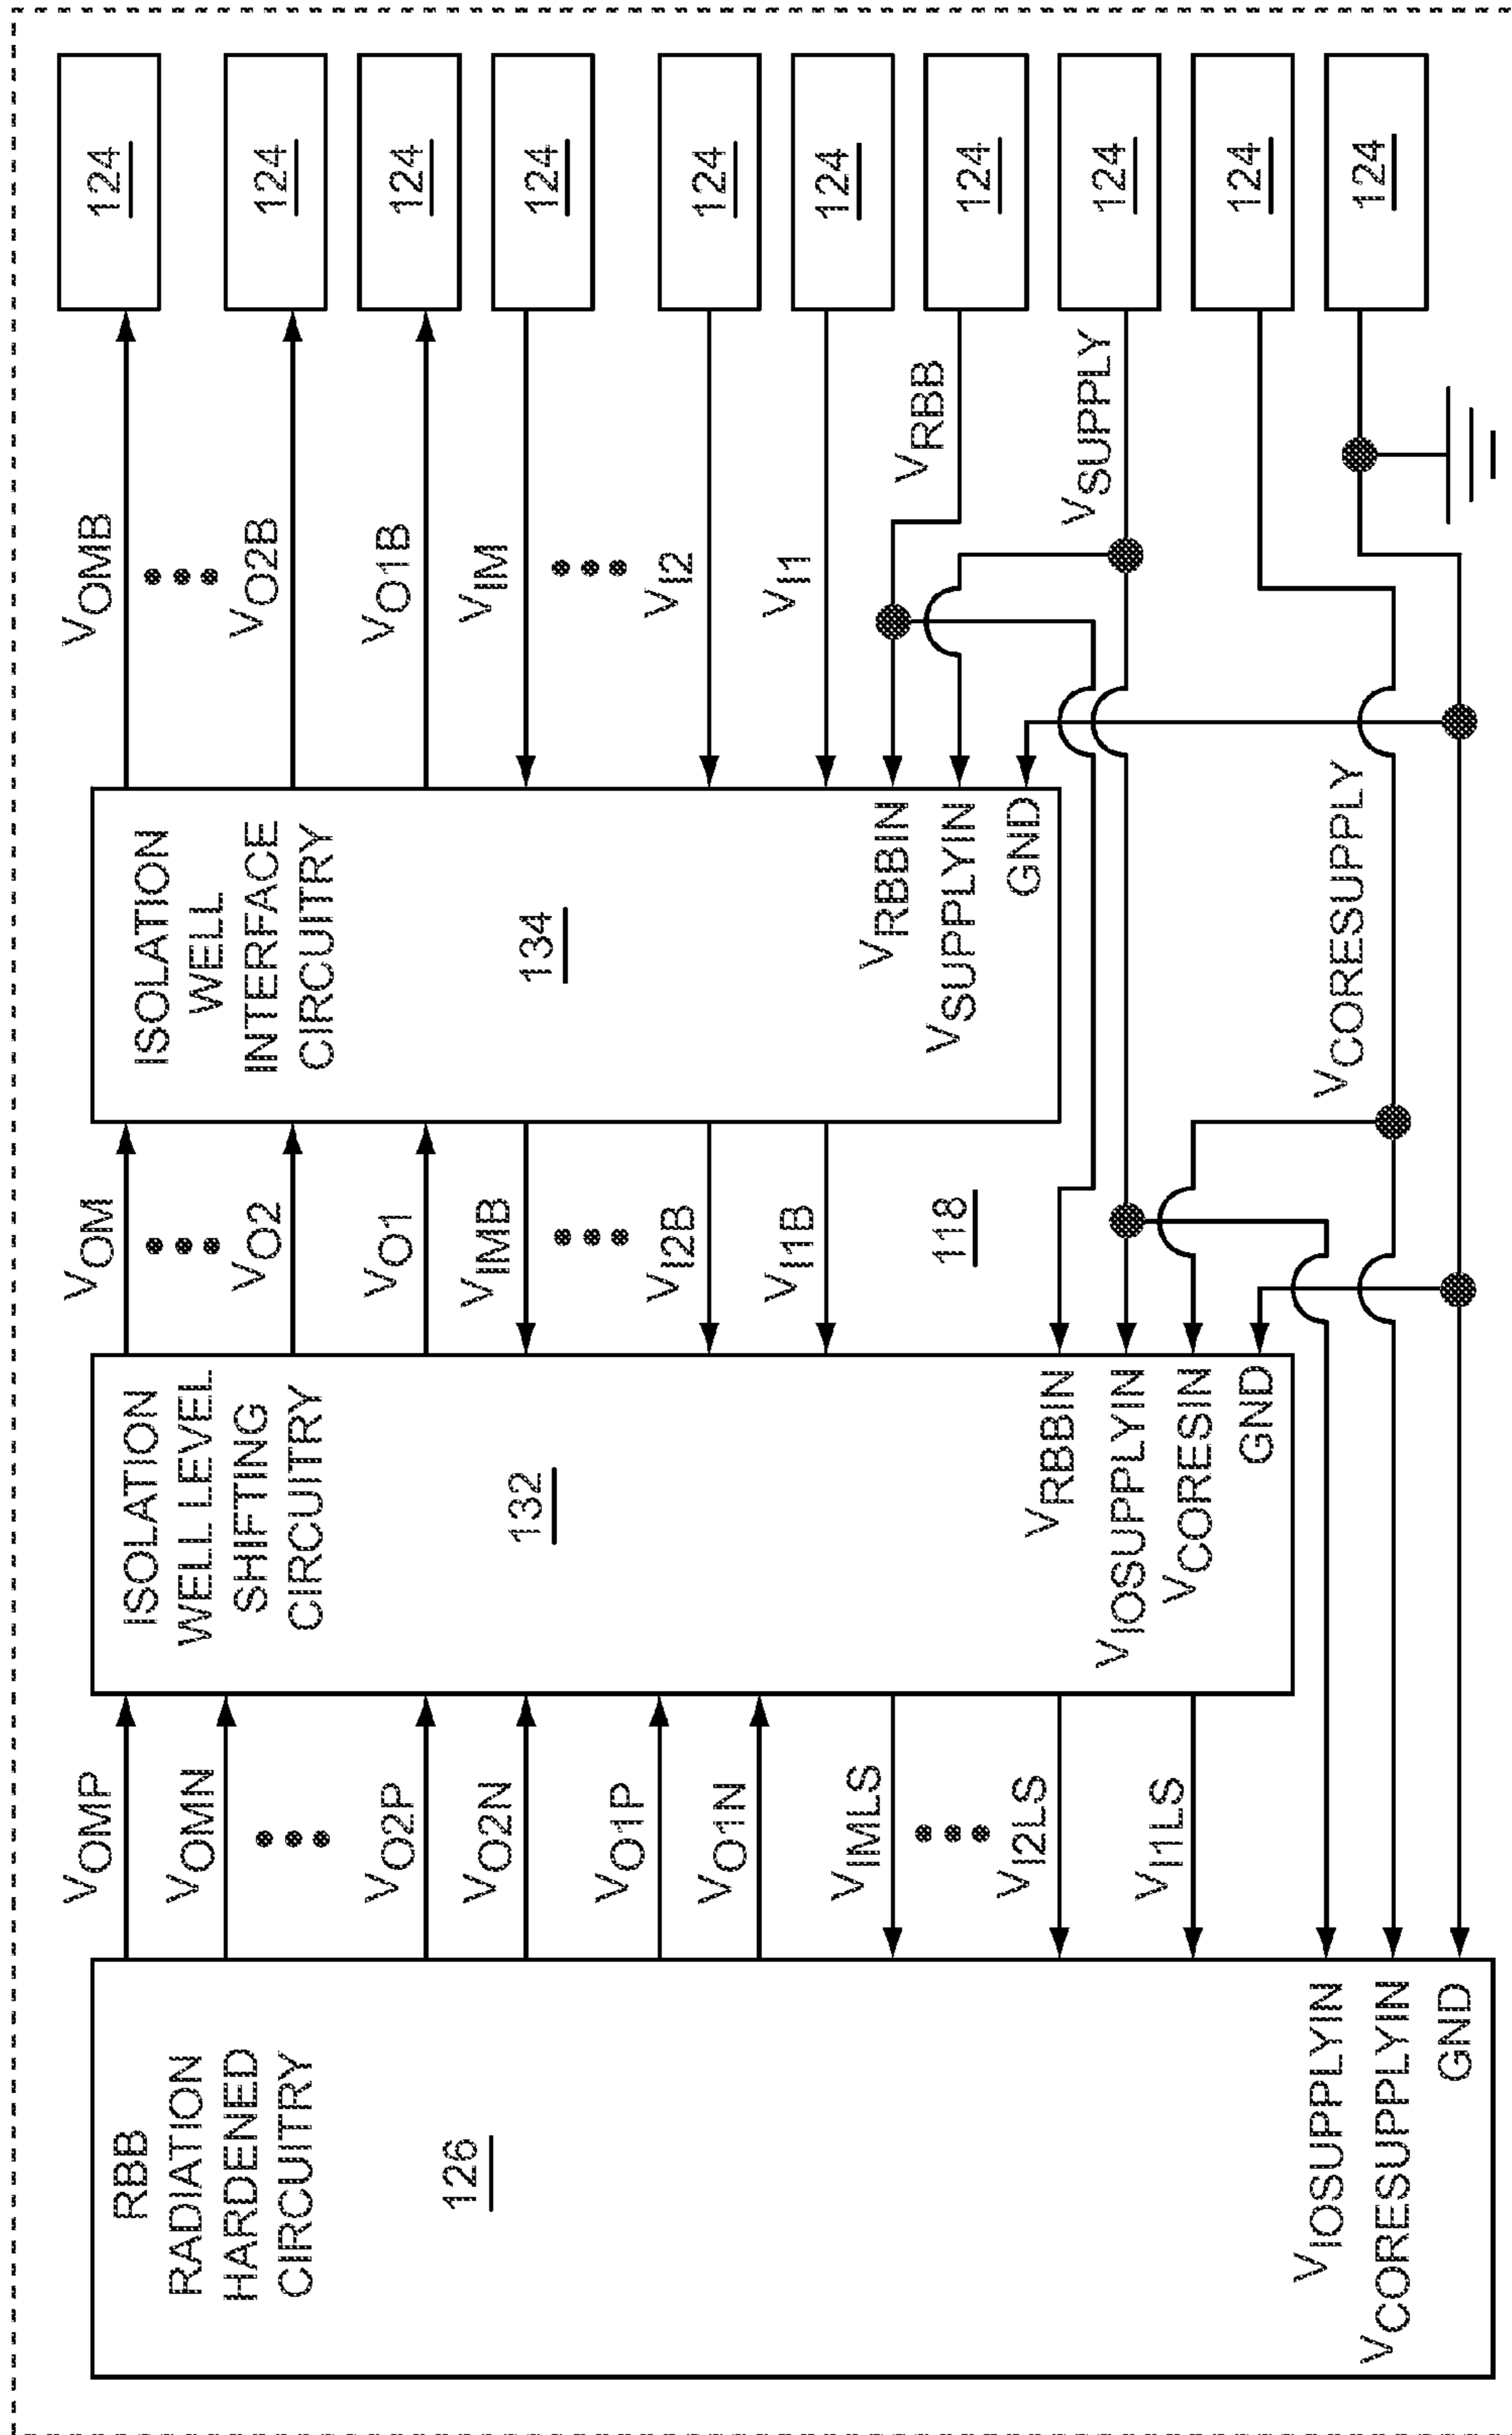 124
124
124
124
124
124
124
124
124
124
VOMB
VO2B
VO1B
VIM
VI2
VI1
VRBB
VSUPPLY
VCORESUPPLY
ISOLATION
WELL
INTERFACE
CIRCUITRY
134
VRBBIN
VSUPPLYIN
GND
VOM
VO2
VO1
VIMB
VI2B
VI1B
118
ISOLATION
WELL LEVEL
SHIFTING
CIRCUITRY
132
VRBBIN
VIOSUPPLYIN
VCORESIN
GND
VOMP
VOMN
VO2P
VO2N
VO1P
VO1N
VIMLS
VI2LS
VI1LS
RBB
RADIATION
HARDENED
CIRCUITRY
126
VIOSUPPLYIN
VCORESUPPLYIN
GND